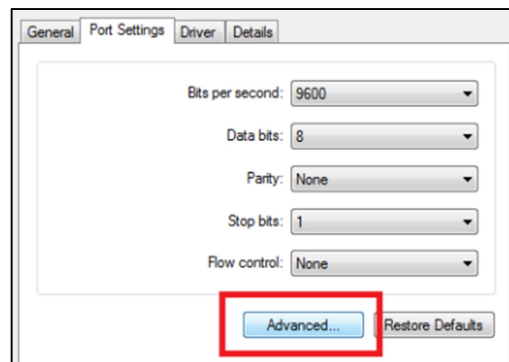 General Port Settings Driver Details
Bits per second: 9600
Data bits: 8
Parity: None
Stop bits: 1
Flow control: None
Advanced... Restore Defaults